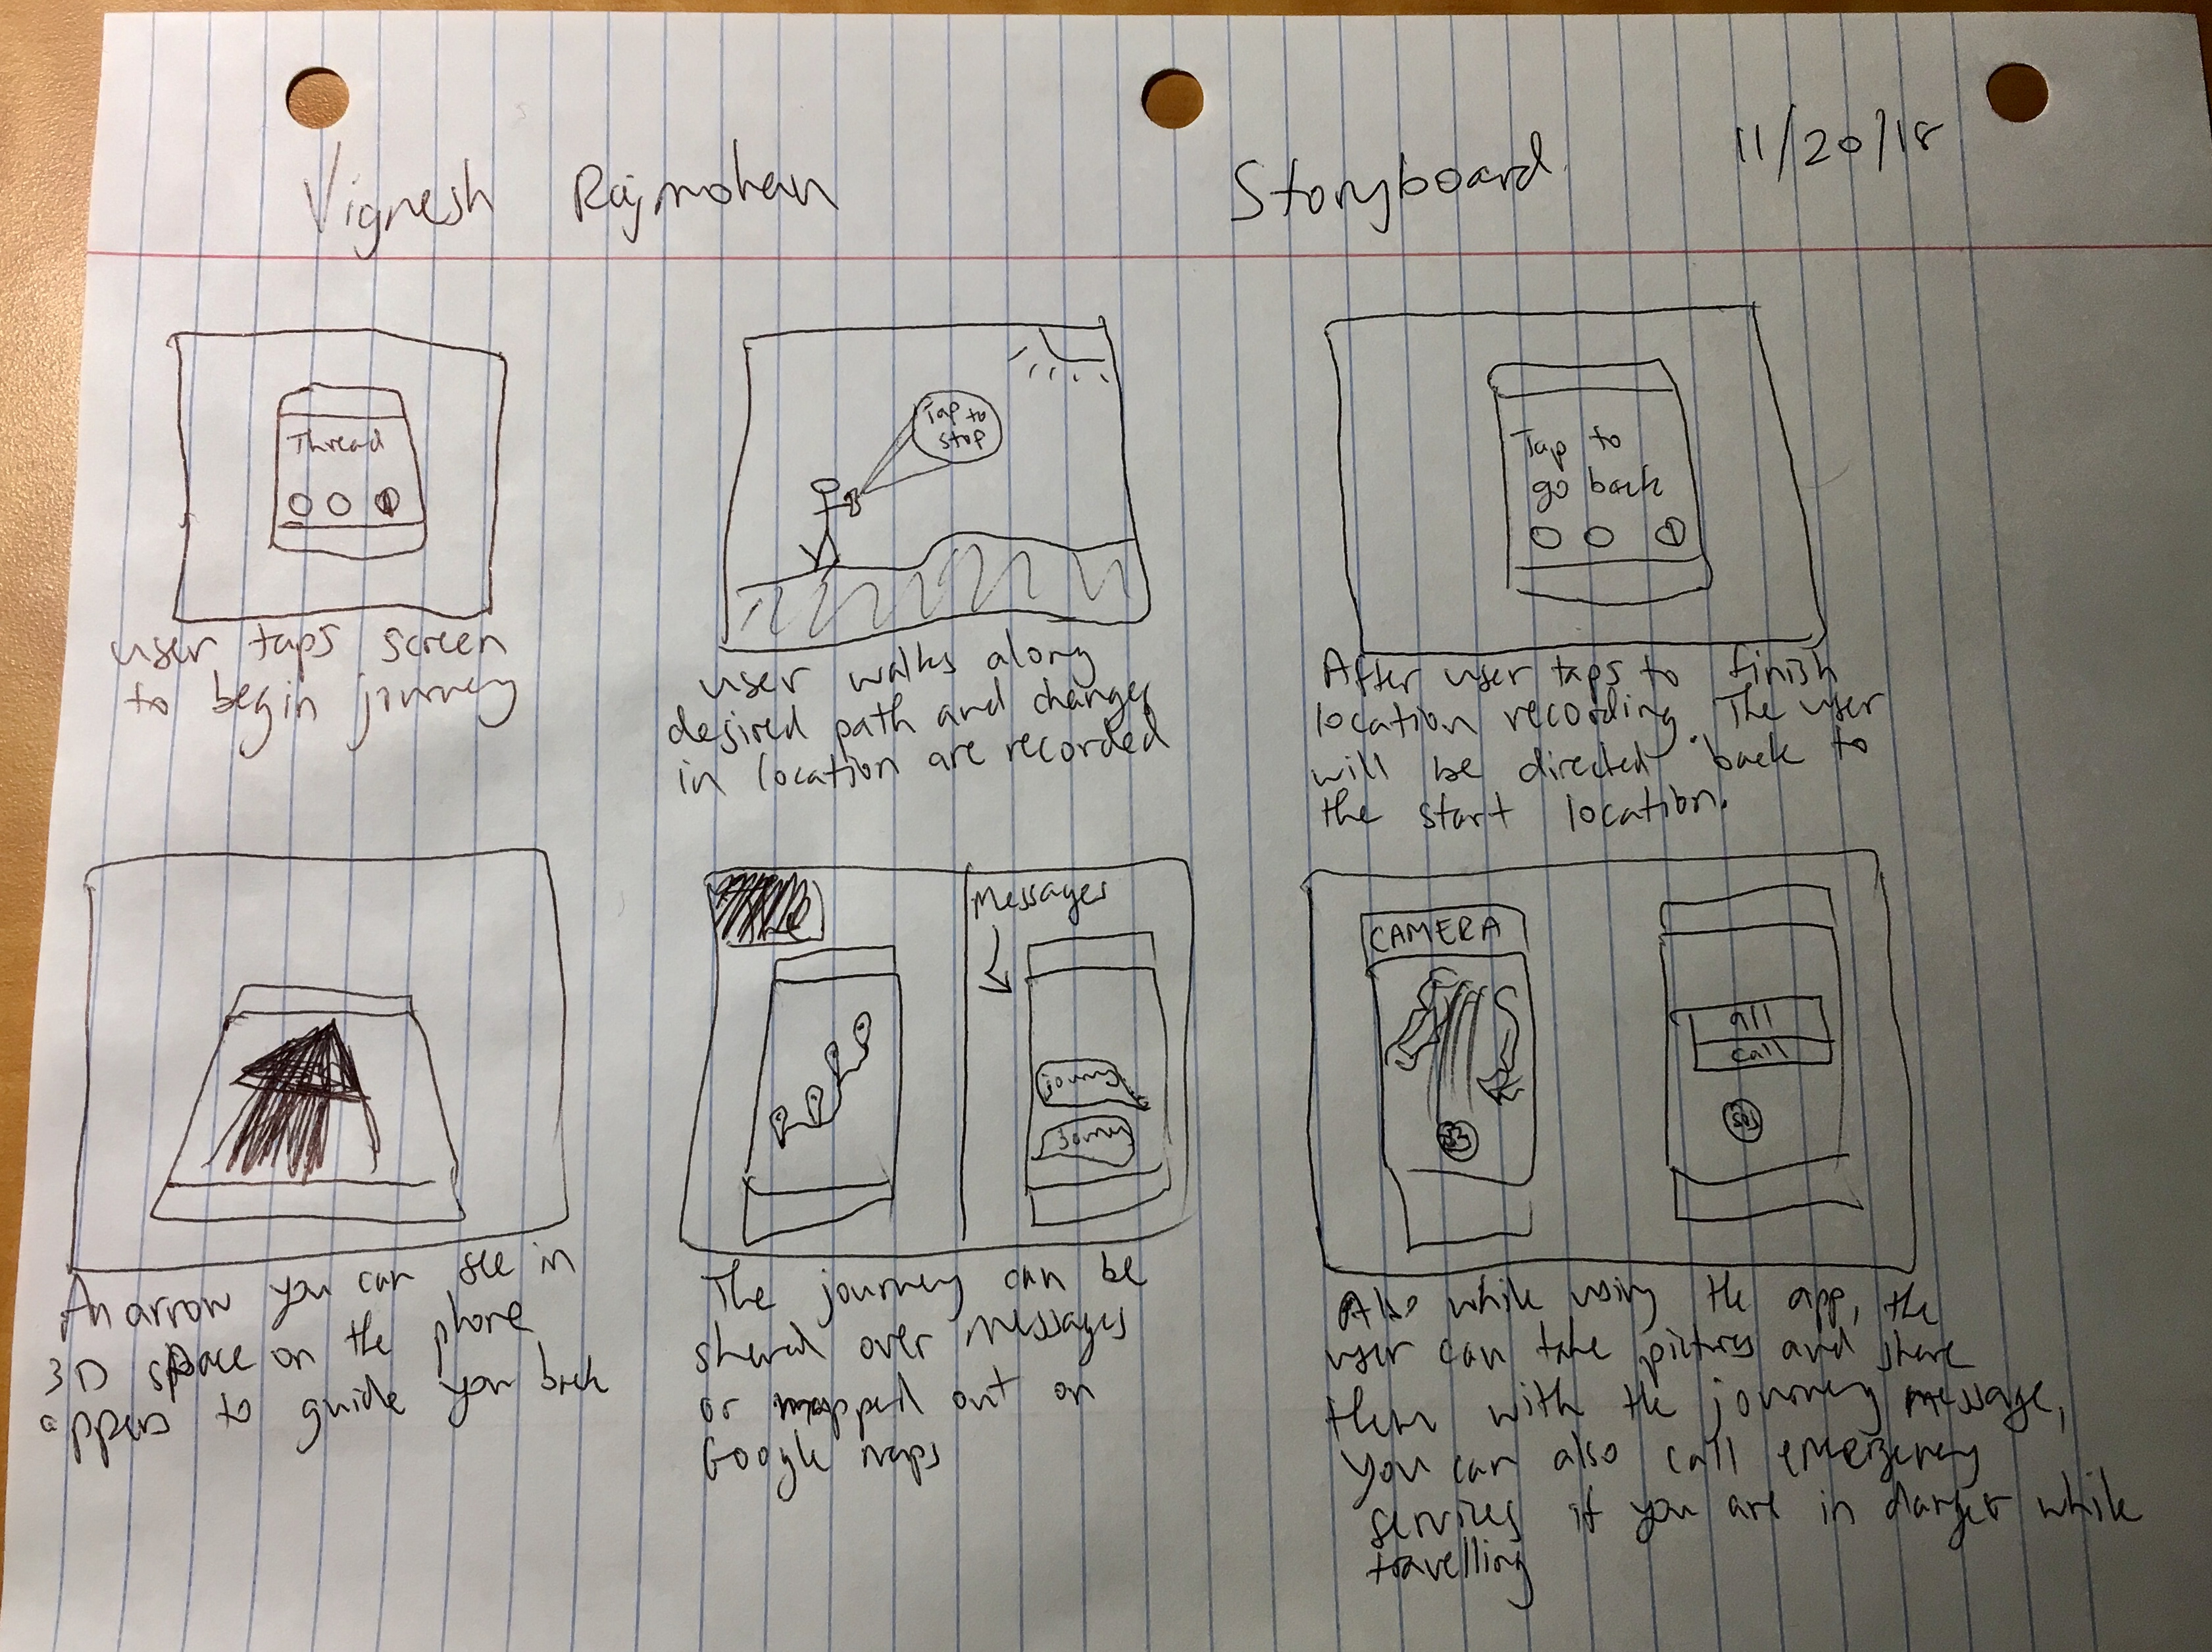 Vignesh Rajmohan
Storyboard
11/20/18
Thread
user taps screen
to begin journey
Tap to
stop
user walks along
desired path and changes
in location are recorded
Tap to
go back
After user taps to finish
location recording. The user
will be directed back to
the start location.
An arrow you can see in
3D space on the phone
appers to guide you back
Messages
journey
Journey
The journey can be
shared over messages
or mapped out on
Google maps
CAMERA
call
SOS
Also while using the app, the
user can take pictures and share
them with the journey message,
you can also call emergency
services if you are in danger while
travelling